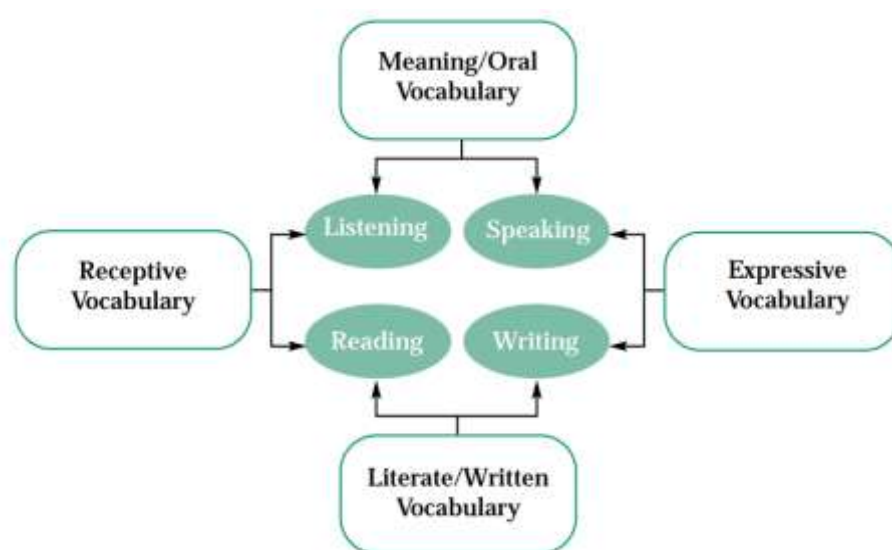 Meaning/Oral
Vocabulary
Listening
Speaking
Receptive
Vocabulary
Expressive
Vocabulary
Reading
Writing
Literate/Written
Vocabulary